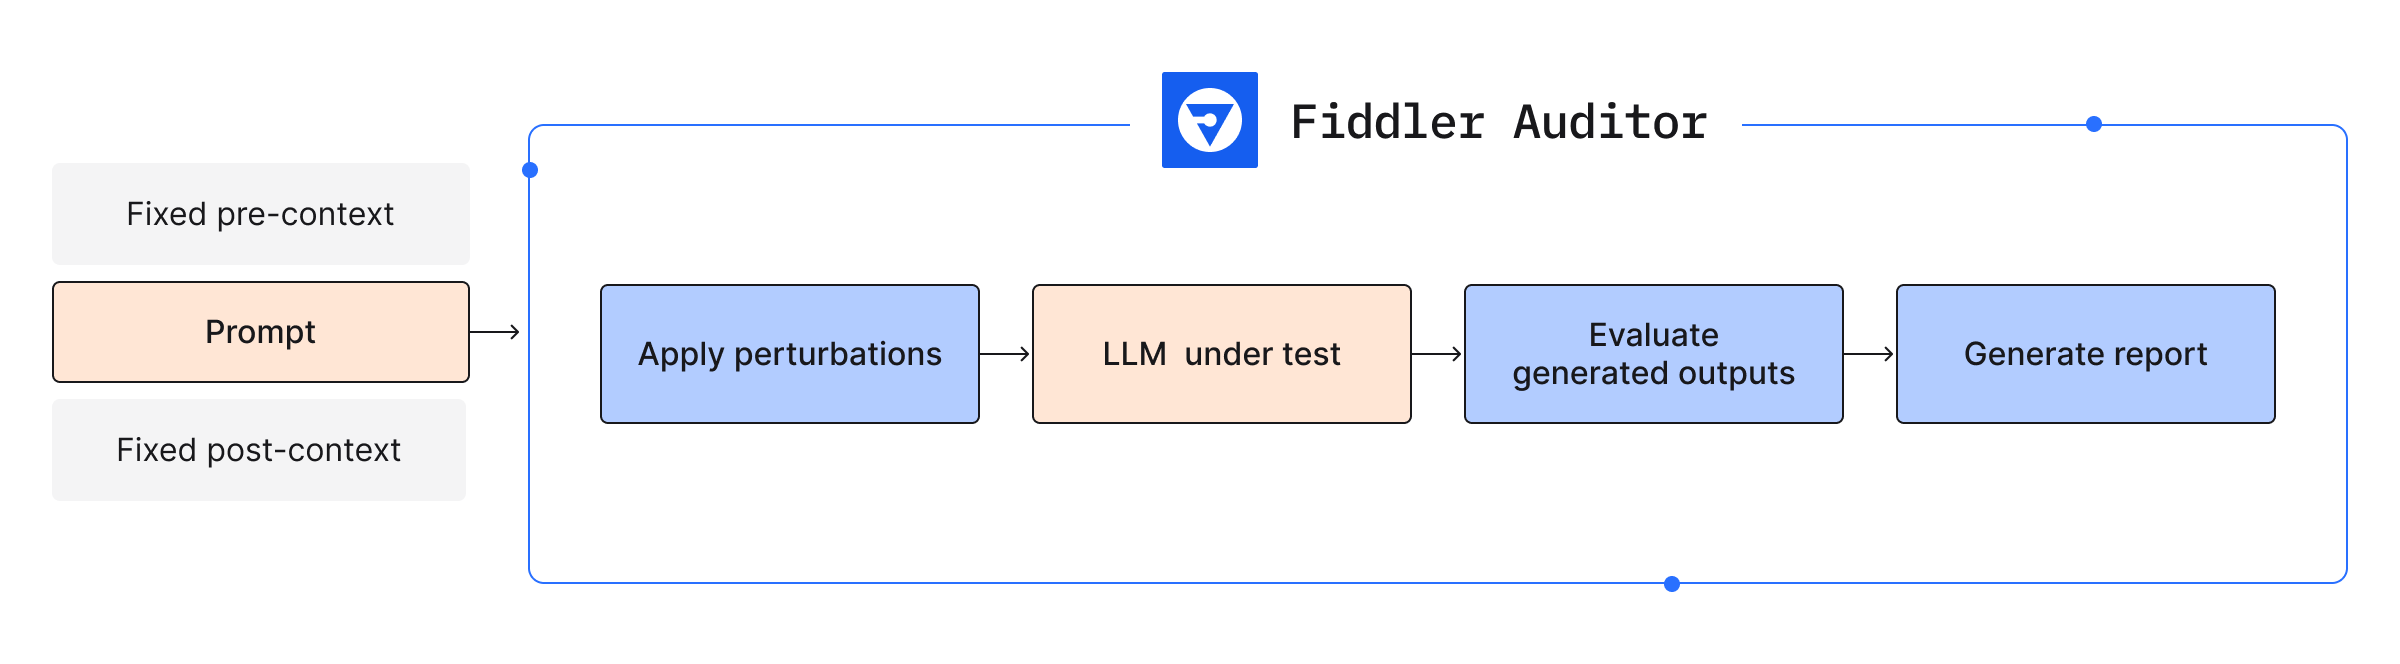 Fiddler Auditor
Fixed pre-context
Prompt
Fixed post-context
Apply perturbations
LLM under test
Evaluate
generated outputs
Generate report